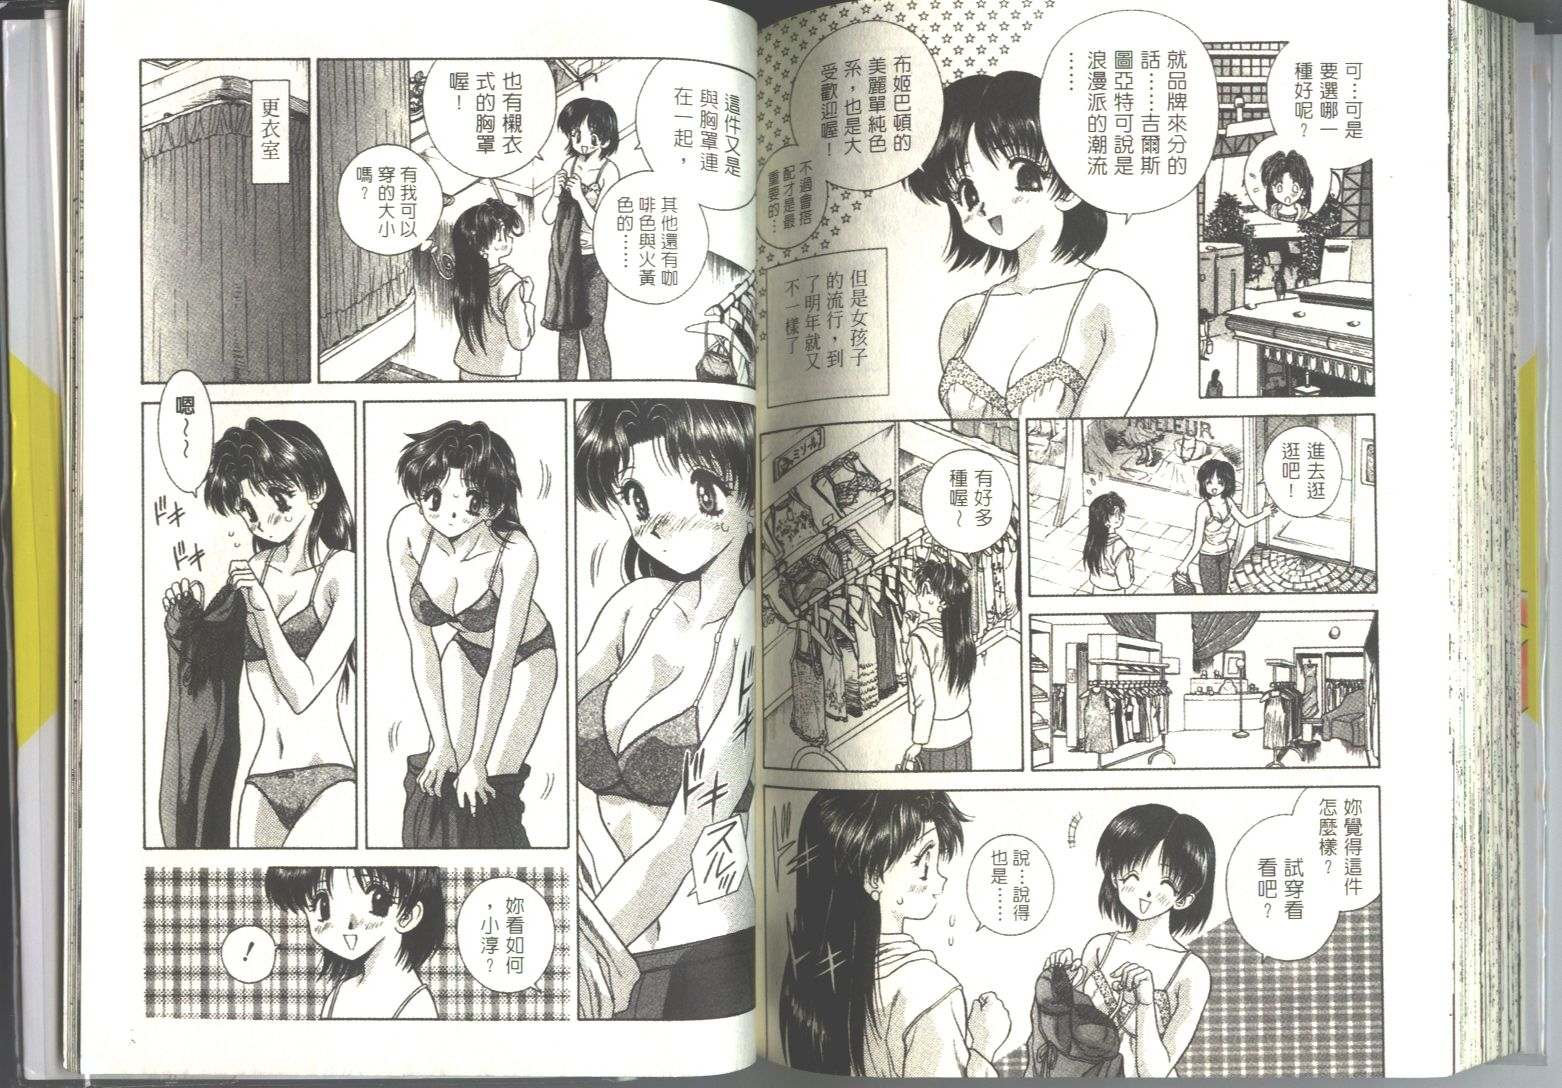 可…可是
要選哪一
種好呢？
就品牌來分的
話……吉爾斯
圖亞特可說是
浪漫派的潮流
……
布姬巴頓的
美麗單純色
系，也是大
受歡迎喔！
不過會搭
配才是最
重要的…
但是女孩子
的流行，到
了明年就又
不一樣了
進去逛
逛吧！
TAILLEUR
有好多
種喔～
妳覺得這件
怎麼樣？
試穿看
看吧？
說…說得
也是……
這件又是
與胸罩連
在一起，
也有襯衣
式的胸罩
喔！
其他還有咖
啡色與火黃
色的……
有我可以
穿的大小
嗎？
更衣室
ドキ
ドキ
スル
嗯～～
ドキ
ドキ
妳看如何
，小淳？
！